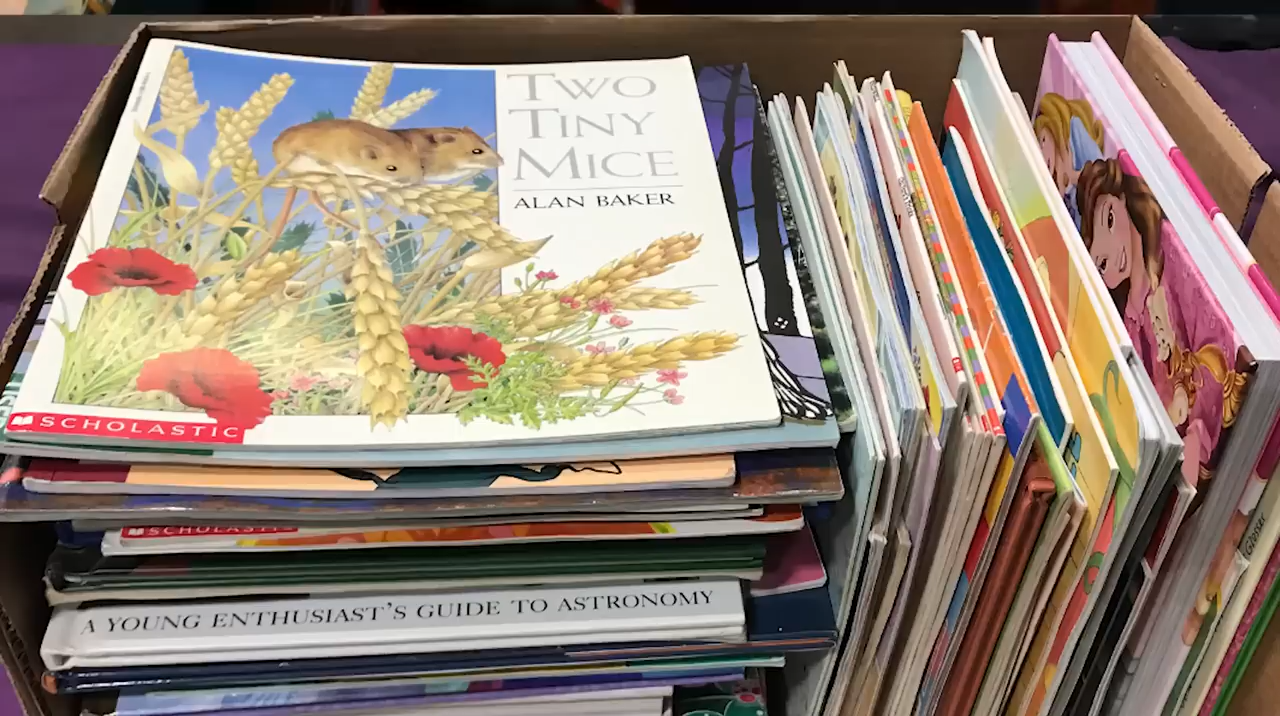 TWO
TINY
MICE
ALAN BAKER
SCHOLASTIC
SCHOLASTIC
A YOUNG ENTHUSIAST'S GUIDE TO ASTRONOMY